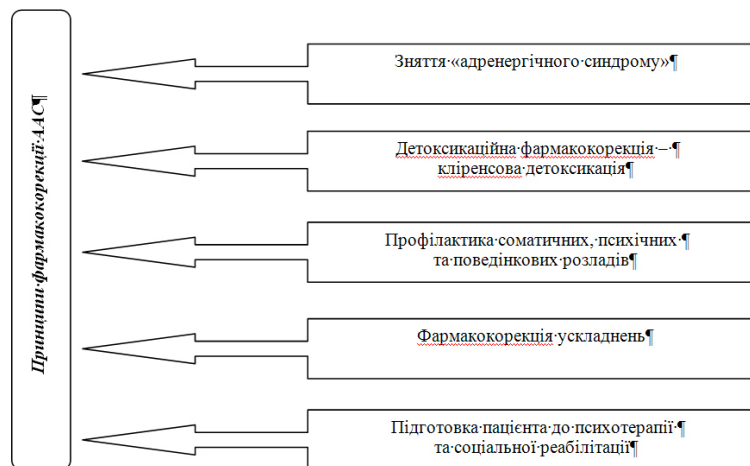 Принципи фармакокорекції ААС
Зняття «адренергічного синдрому»
Детоксикаційна фармакокорекція –
кліренсова детоксикація
Профілактика соматичних, психічних
та поведінкових розладів
Фармакокорекція ускладнень
Підготовка пацієнта до психотерапії
та соціальної реабілітації